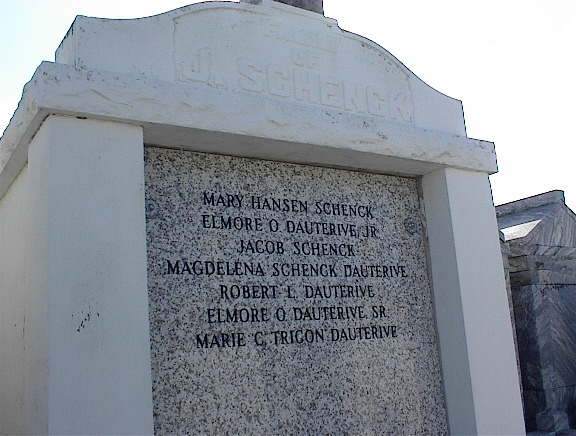 OF
J. SCHENCK
MARY HANSEN SCHENCK
ELMORE O. DAUTERIVE, JR.
JACOB SCHENCK
MAGDELENA SCHENCK DAUTERIVE
ROBERT L. DAUTERIVE
ELMORE O. DAUTERIVE, SR.
MARIE C. TRIGON DAUTERIVE